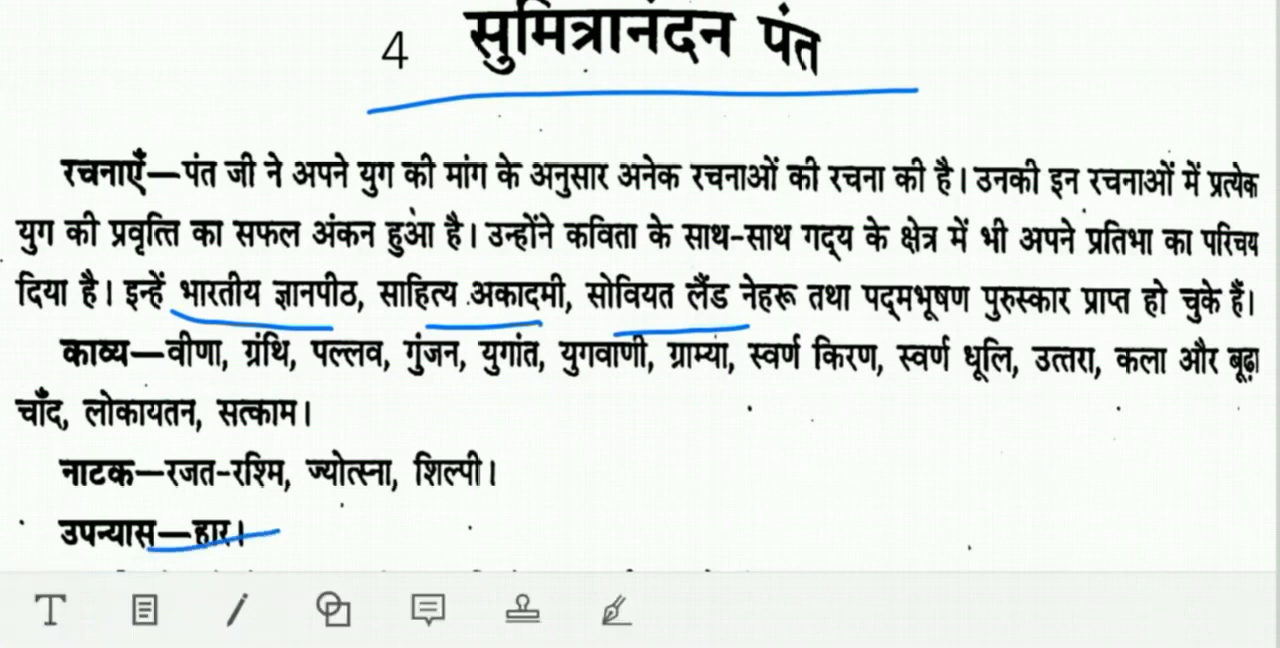 4 सुमित्रानंदन पंत
रचनाएँ—पंत जी ने अपने युग की मांग के अनुसार अनेक रचनाओं की रचना की है। उनकी इन रचनाओं में प्रत्येक
युग की प्रवृत्ति का सफल अंकन हुआ है। उन्होंने कविता के साथ-साथ गद्य के क्षेत्र में भी अपने प्रतिभा का परिचय
दिया है। इन्हें भारतीय ज्ञानपीठ, साहित्य अकादमी, सोवियत लैंड नेहरू तथा पद्मभूषण पुरुस्कार प्राप्त हो चुके हैं।
काव्य—वीणा, ग्रंथि, पल्लव, गुंजन, युगांत, युगवाणी, ग्राम्या, स्वर्ण किरण, स्वर्ण धूलि, उत्तरा, कला और बूढ़ा
चाँद, लोकायतन, सत्काम।
नाटक—रजत-रश्मि, ज्योत्स्ना, शिल्पी।
उपन्यास—हार।
T